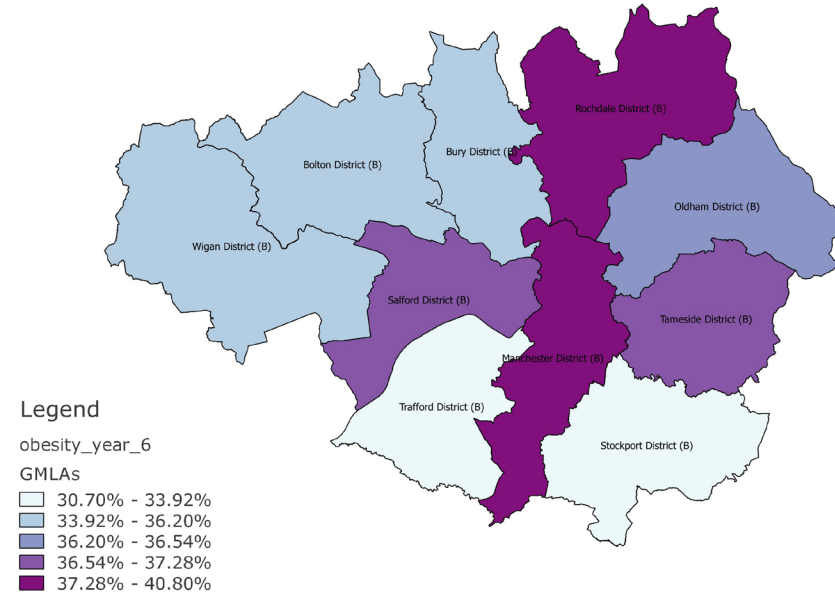 Rochdale District (B)
Bury District (B)
Bolton District (B)
Oldham District (B)
Wigan District (B)
Salford District (B)
Tameside District (B)
Manchester District (B)
Trafford District (B)
Stockport District (B)
Legend
obesity_year_6
GMLAs
30.70% - 33.92%
33.92% - 36.20%
36.20% - 36.54%
36.54% - 37.28%
37.28% - 40.80%